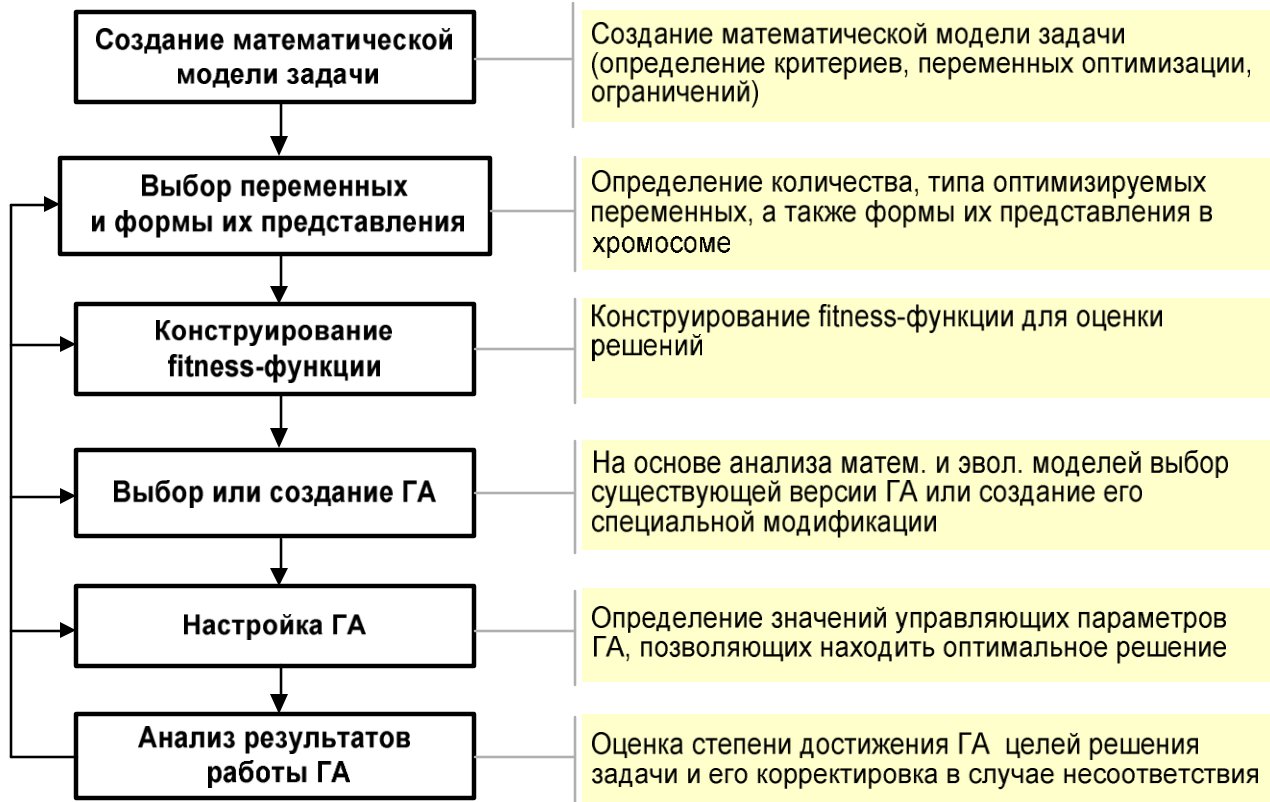 Создание математической
модели задачи
Создание математической модели задачи
(определение критериев, переменных оптимизации,
ограничений)
Выбор переменных
и формы их представления
Определение количества, типа оптимизируемых
переменных, а также формы их представления в
хромосоме
Конструирование
fitness-функции
Конструирование fitness-функции для оценки
решений
Выбор или создание ГА
На основе анализа матем. и эвол. моделей выбор
существующей версии ГА или создание его
специальной модификации
Настройка ГА
Определение значений управляющих параметров
ГА, позволяющих находить оптимальное решение
Анализ результатов
работы ГА
Оценка степени достижения ГА целей решения
задачи и его корректировка в случае несоответствия